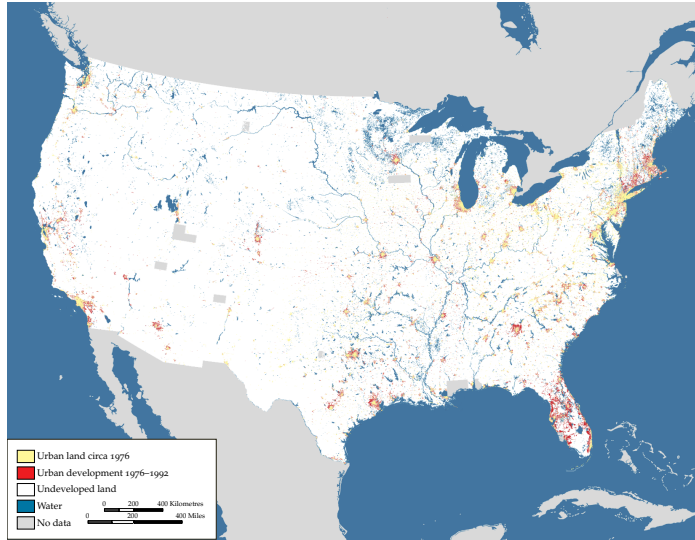 Urban land circa 1976
Urban development 1976–1992
Undeveloped land
Water
No data
0 200 400 Kilometres
0 200 400 Miles